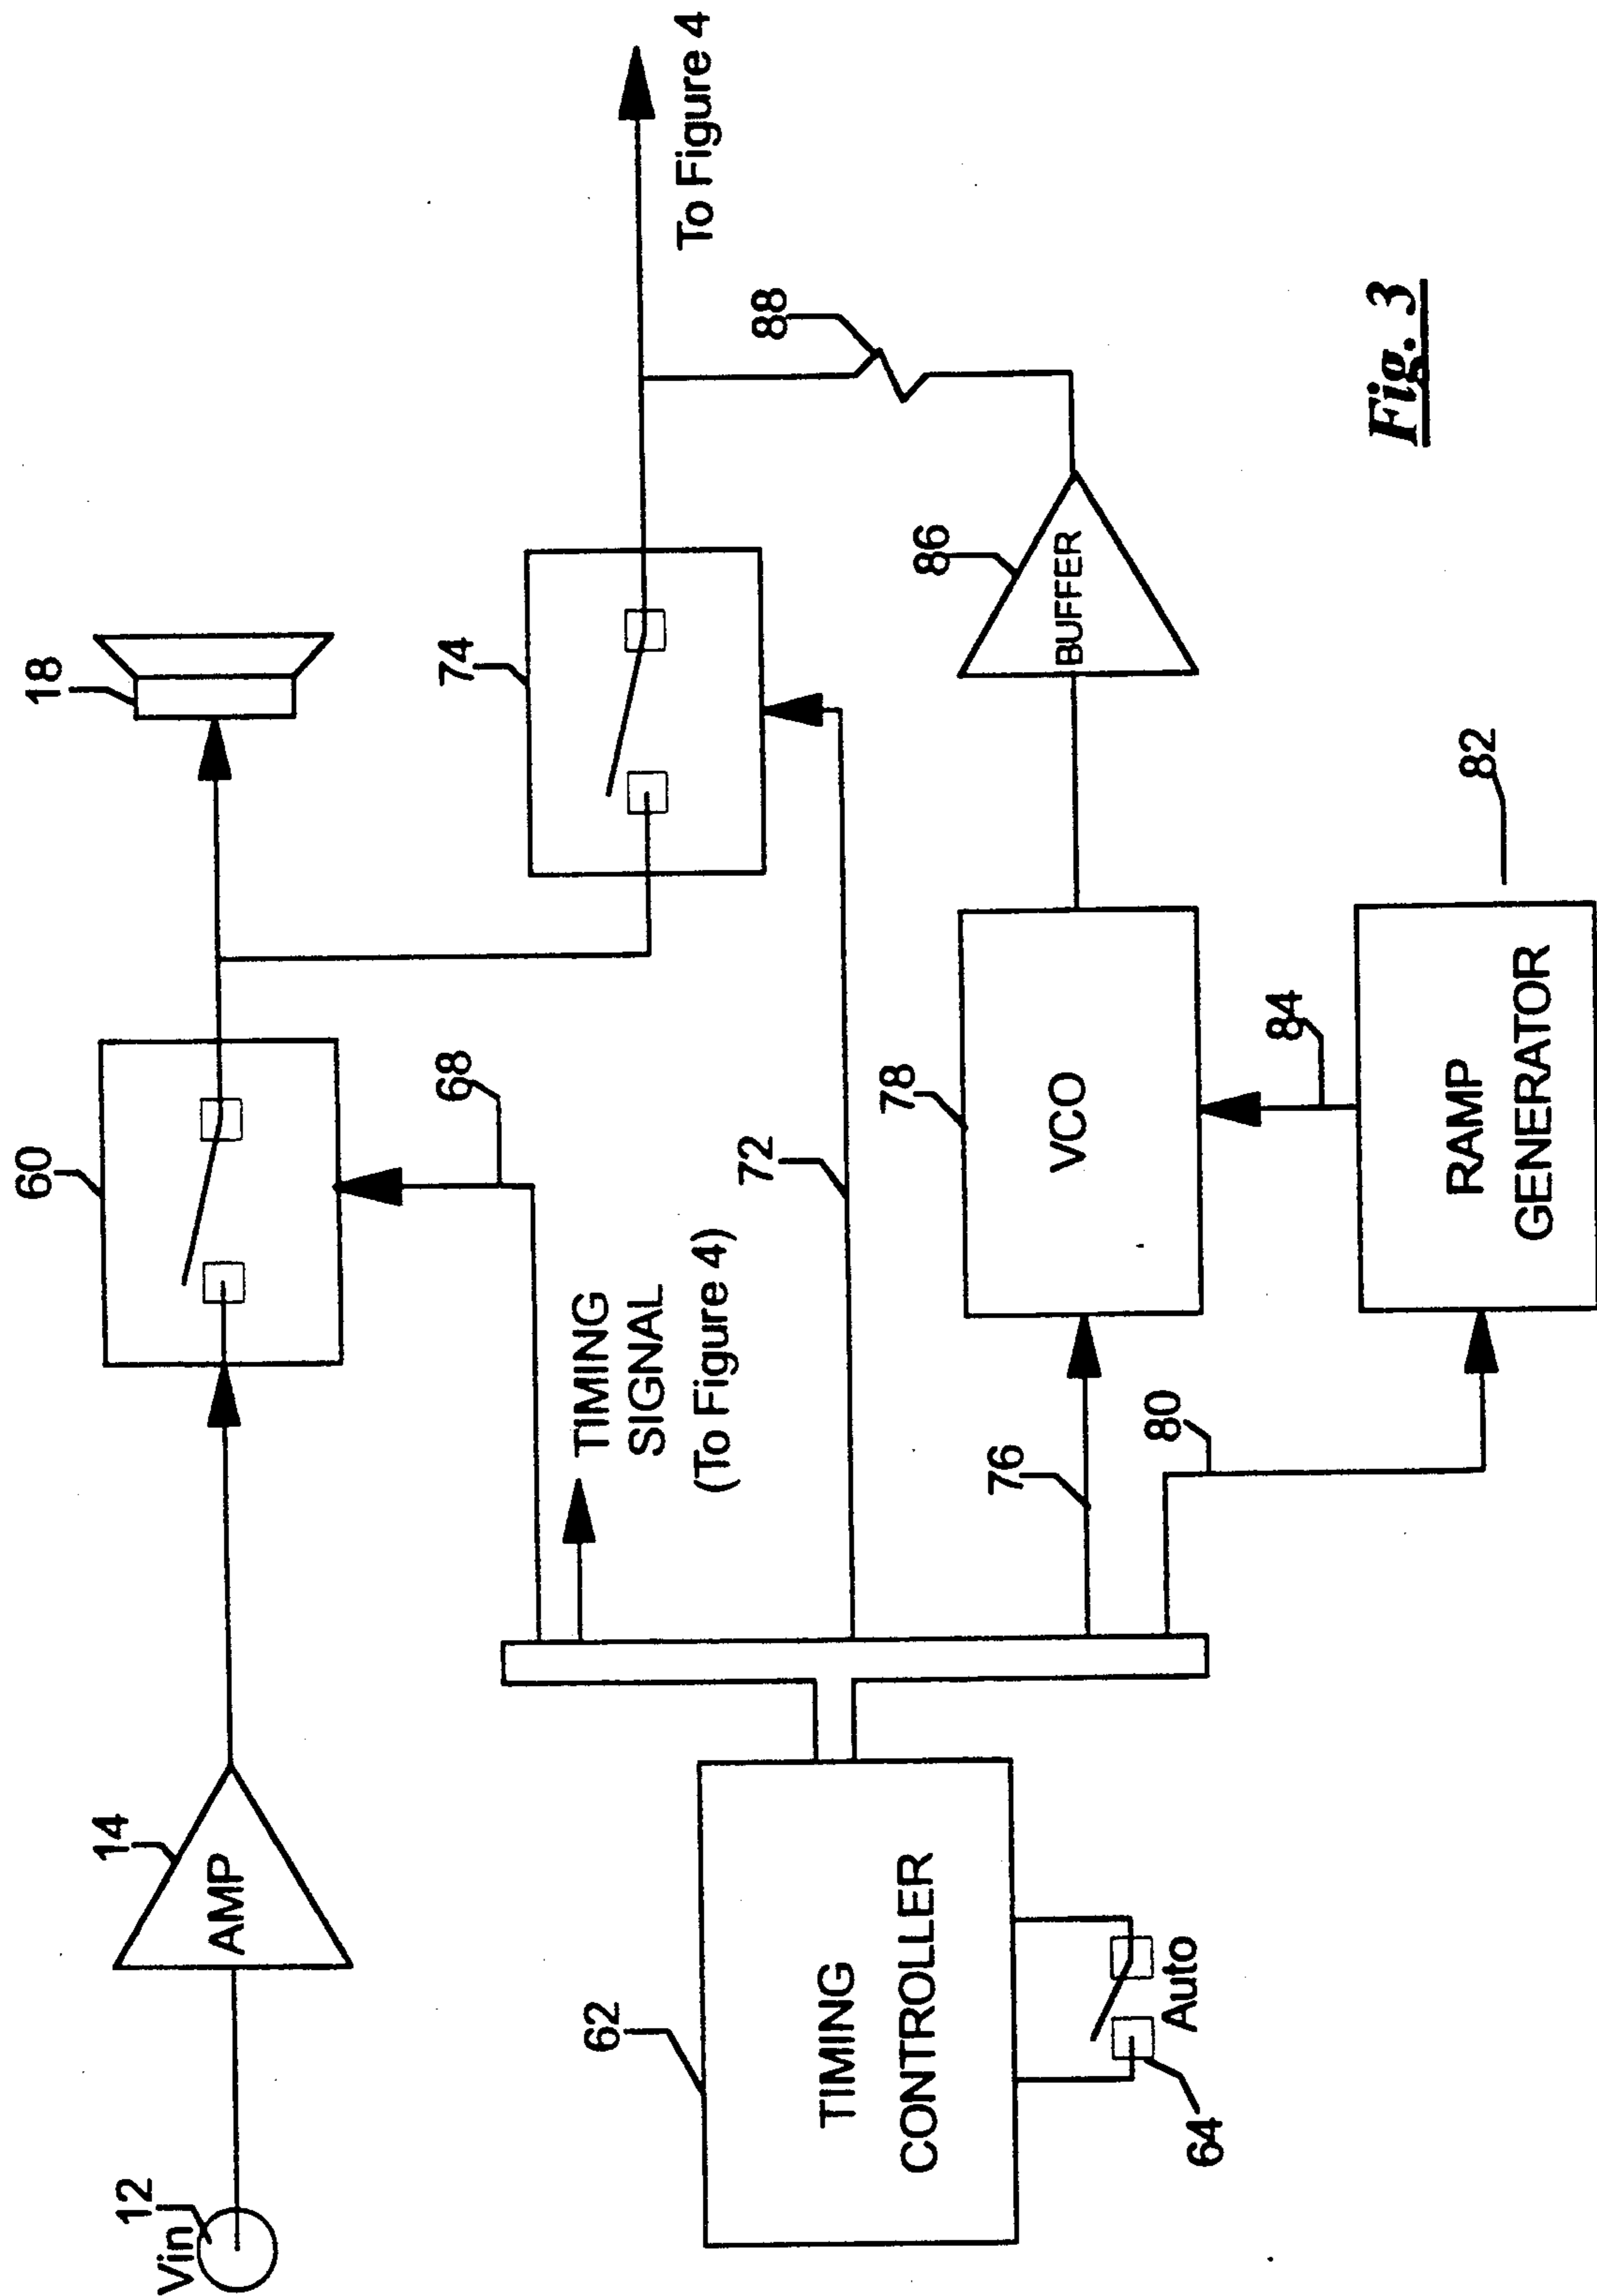 60
18
12
Vin
14
AMP
68
74
To Figure 4
TIMING
SIGNAL
(To Figure 4)
72
88
62
TIMING
CONTROLLER
76
78
VCO
86
BUFFER
80
84
64
Auto
RAMP
GENERATOR
82
Fig. 3